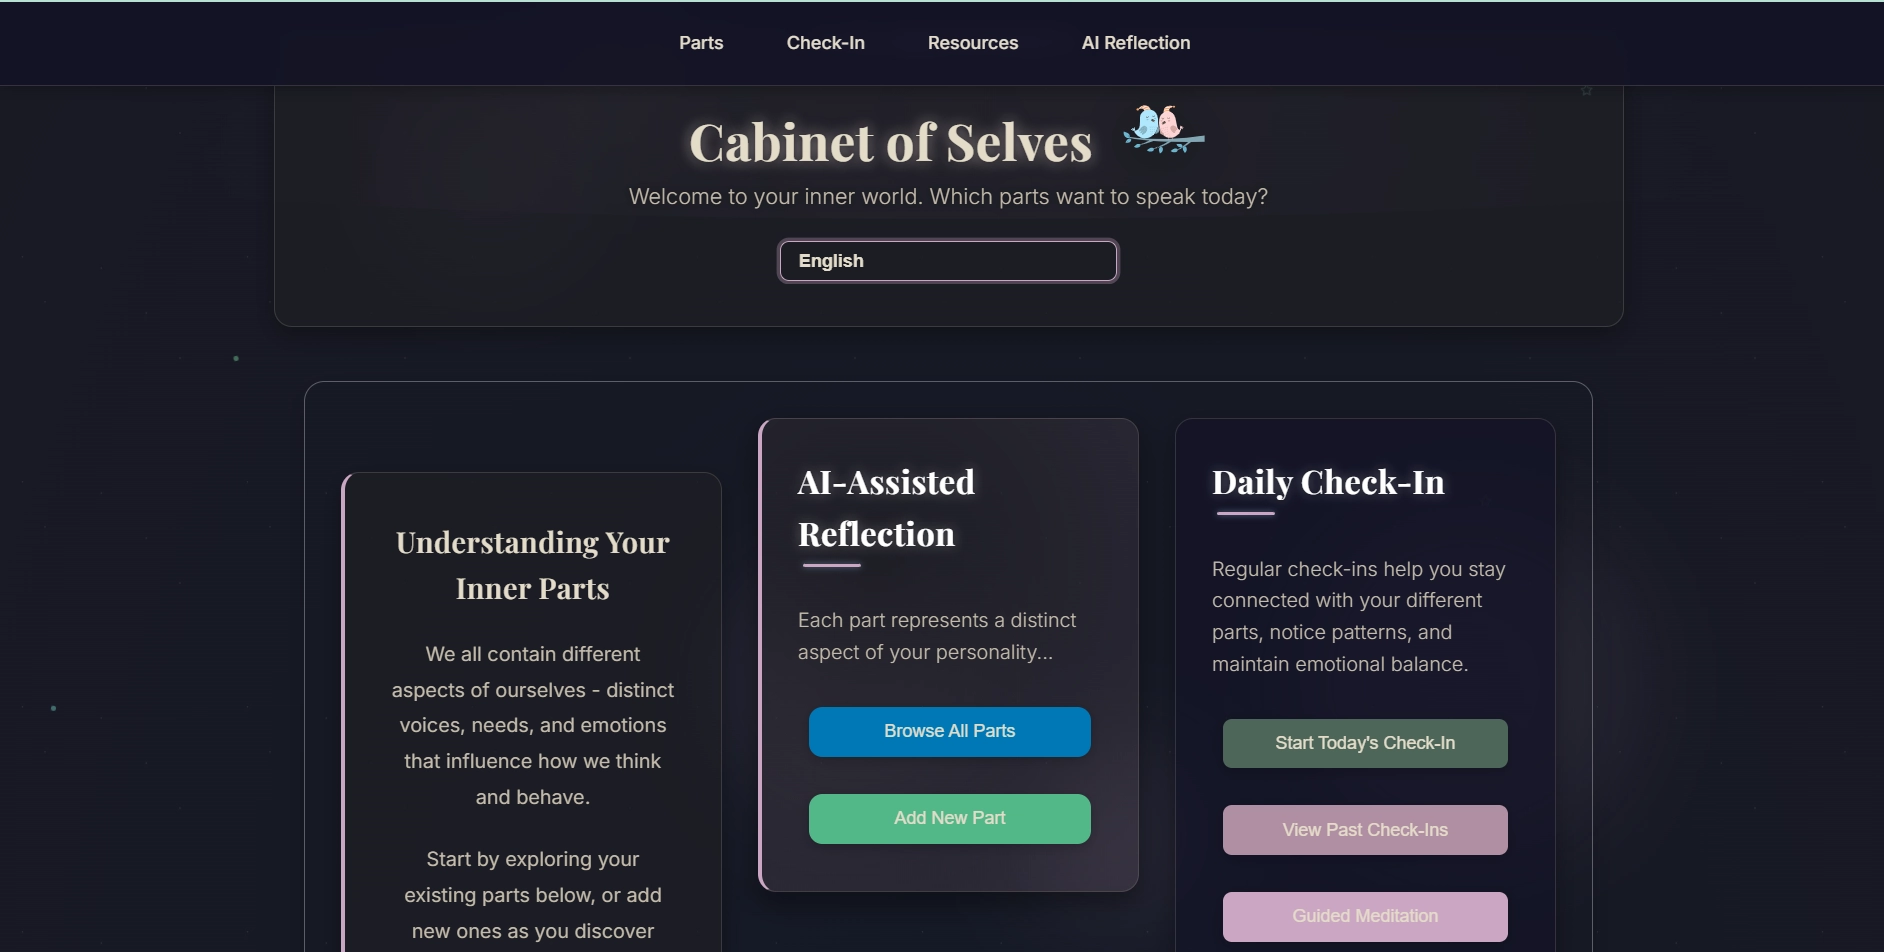 Parts Check-In Resources AI Reflection
Cabinet of Selves
Welcome to your inner world. Which parts want to speak today?
English
Understanding Your
Inner Parts
We all contain different
aspects of ourselves - distinct
voices, needs, and emotions
that influence how we think
and behave.
Start by exploring your
existing parts below, or add
new ones as you discover
AI-Assisted
Reflection
Each part represents a distinct
aspect of your personality...
Browse All Parts
Add New Part
Daily Check-In
Regular check-ins help you stay
connected with your different
parts, notice patterns, and
maintain emotional balance.
Start Today's Check-In
View Past Check-Ins
Guided Meditation